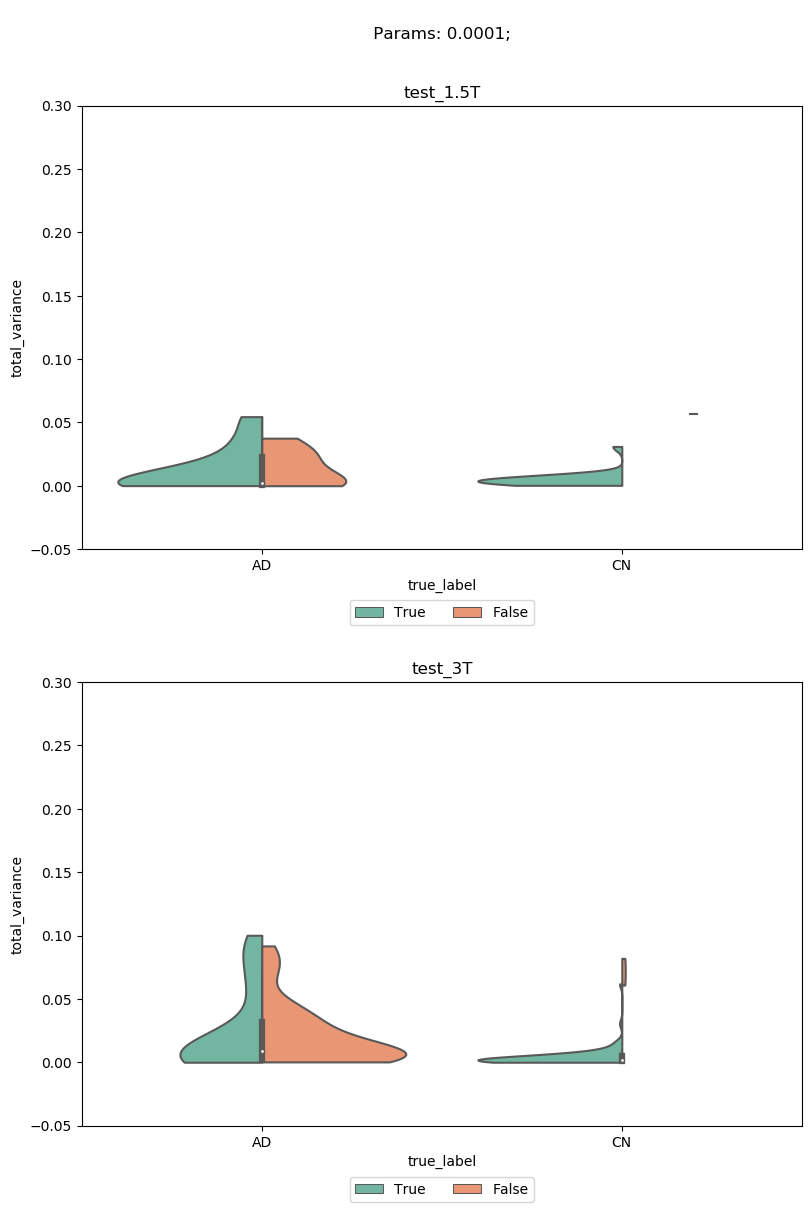 Params: 0.0001;
test_1.5T
0.30
0.25
0.20
0.15
0.10
0.05
0.00
−0.05
total_variance
AD CN
true_label
True False
test_3T
0.30
0.25
0.20
0.15
0.10
0.05
0.00
−0.05
total_variance
AD CN
true_label
True False